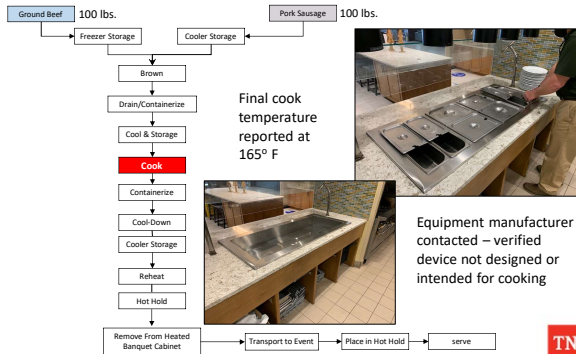 Ground Beef
100 lbs.
Pork Sausage
100 lbs.
Freezer Storage
Cooler Storage
Brown
Drain/Containerize
Cool & Storage
Cook
Containerize
Cool-Down
Cooler Storage
Reheat
Hot Hold
Remove From Heated
Banquet Cabinet
Transport to Event
Place in Hot Hold
serve
Final cook
temperature
reported at
165° F
Equipment manufacturer
contacted – verified
device not designed or
intended for cooking
TN